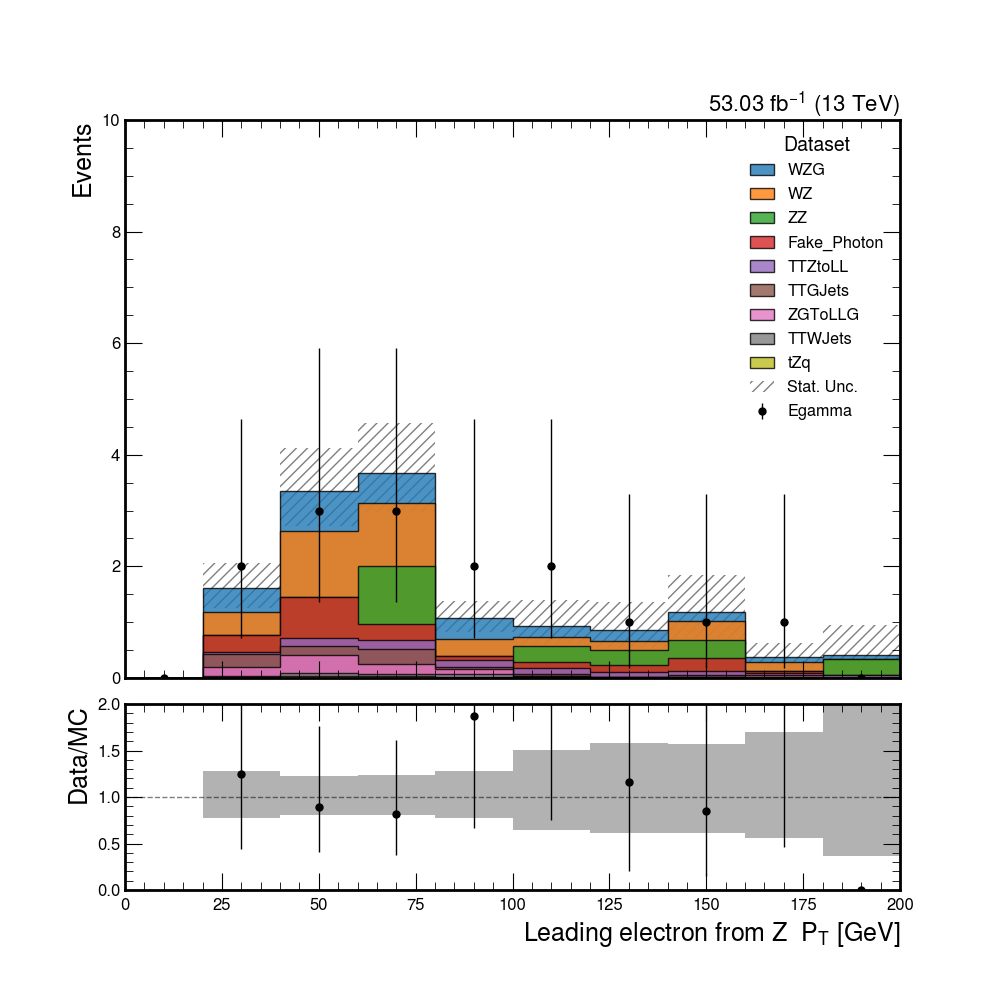 53.03 fb⁻¹ (13 TeV)
Events
10
8
6
4
2
0
Dataset
WZG
WZ
ZZ
Fake_Photon
TTZtoLL
TTGJets
ZGToLLG
TTWJets
tZq
Stat. Unc.
Egamma
Data/MC
2.0
1.5
1.0
0.5
0.0
0 25 50 75 100 125 150 175 200
Leading electron from Z P_T [GeV]